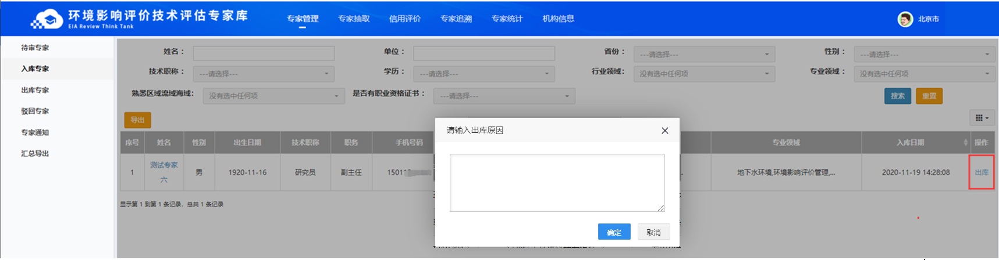 环境影响评价技术评估专家库
EIA Review Think Tank
专家管理 专家抽取 信用评价 专家追溯 专家统计 机构信息 北京市
待审专家
入库专家
出库专家
驳回专家
专家通知
汇总导出
姓名： 单位： 省份： ---请选择--- 性别： ---请选择---
技术职称： ---请选择--- 学历： ---请选择--- 行业领域： 没有选中任何项 专业领域： 没有选中任何项
熟悉区域流域海域： 没有选中任何项 是否有职业资格证书： ---请选择--- 搜索 重置
导出
请输入出库原因
序号 姓名 性别 出生日期 技术职称 职务 手机号码 专业领域 入库日期 操作
1 测试专家六 男 1920-11-16 研究员 副主任 地下水环境,环境影响评价管理,... 2020-11-19 14:28:08 出库
显示第 1 到第 1 条记录，总共 1 条记录
确定 取消